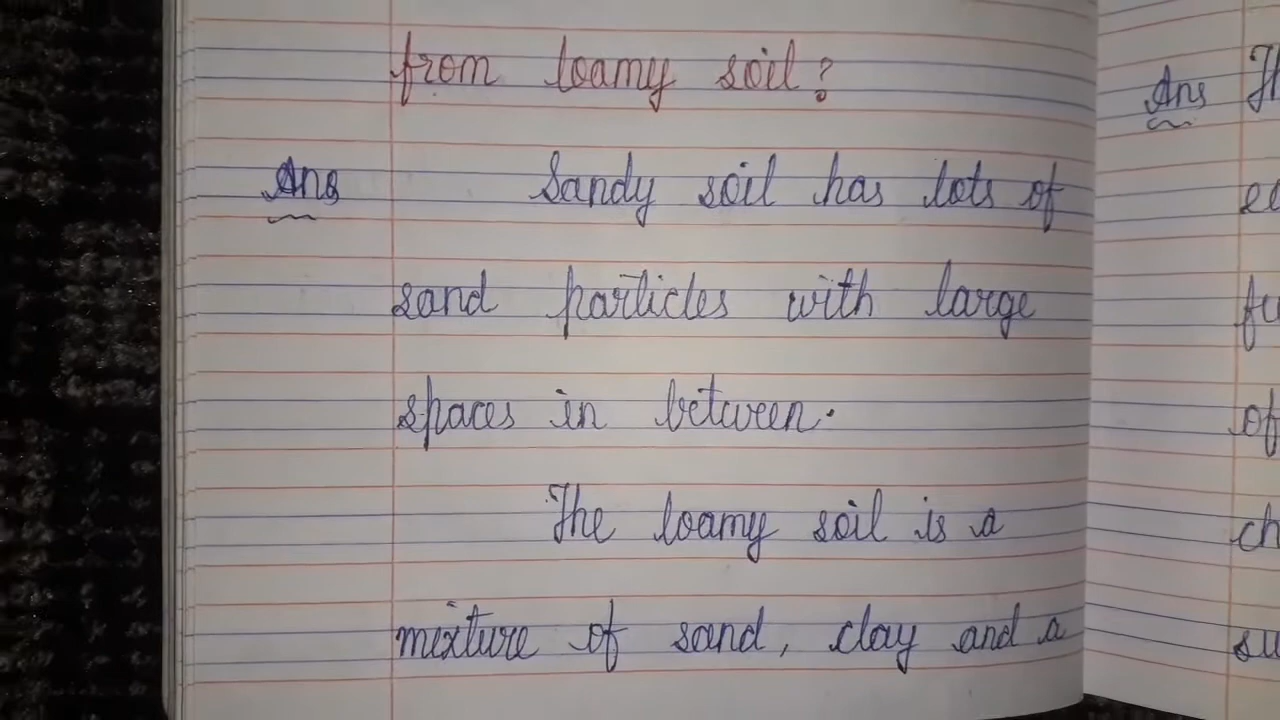 from loamy soil?
Ans Sandy soil has lots of
sand particles with large
spaces in between.
The loamy soil is a
mixture of sand, clay and a
Ans
of